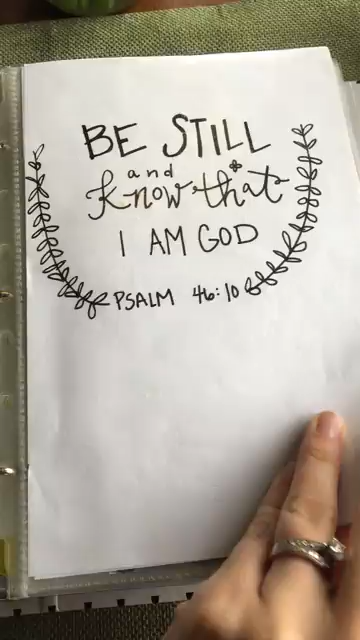 BE STILL
and
know that
I AM GOD
PSALM 46:10